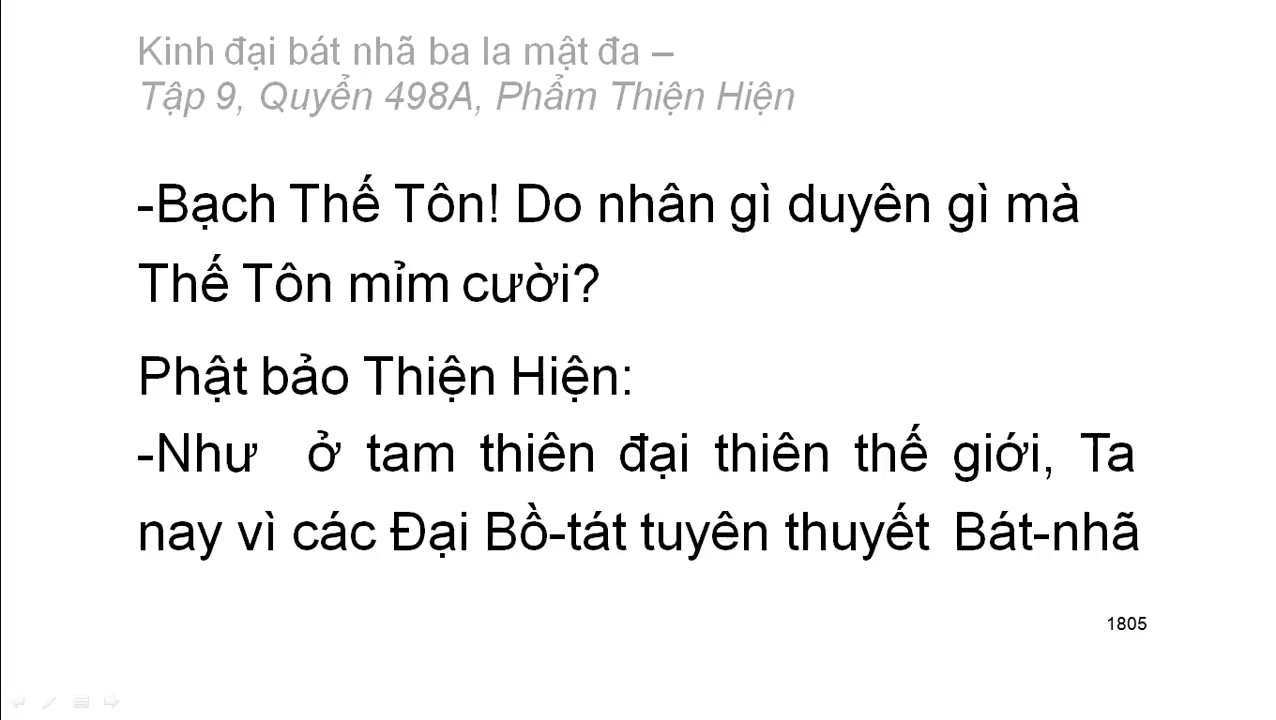 Kinh đại bát nhã ba la mật đa –
Tập 9, Quyển 498A, Phẩm Thiện Hiện
-Bạch Thế Tôn! Do nhân gì duyên gì mà
Thế Tôn mỉm cười?
Phật bảo Thiện Hiện:
-Như ở tam thiên đại thiên thế giới, Ta
nay vì các Đại Bồ-tát tuyên thuyết Bát-nhã
1805